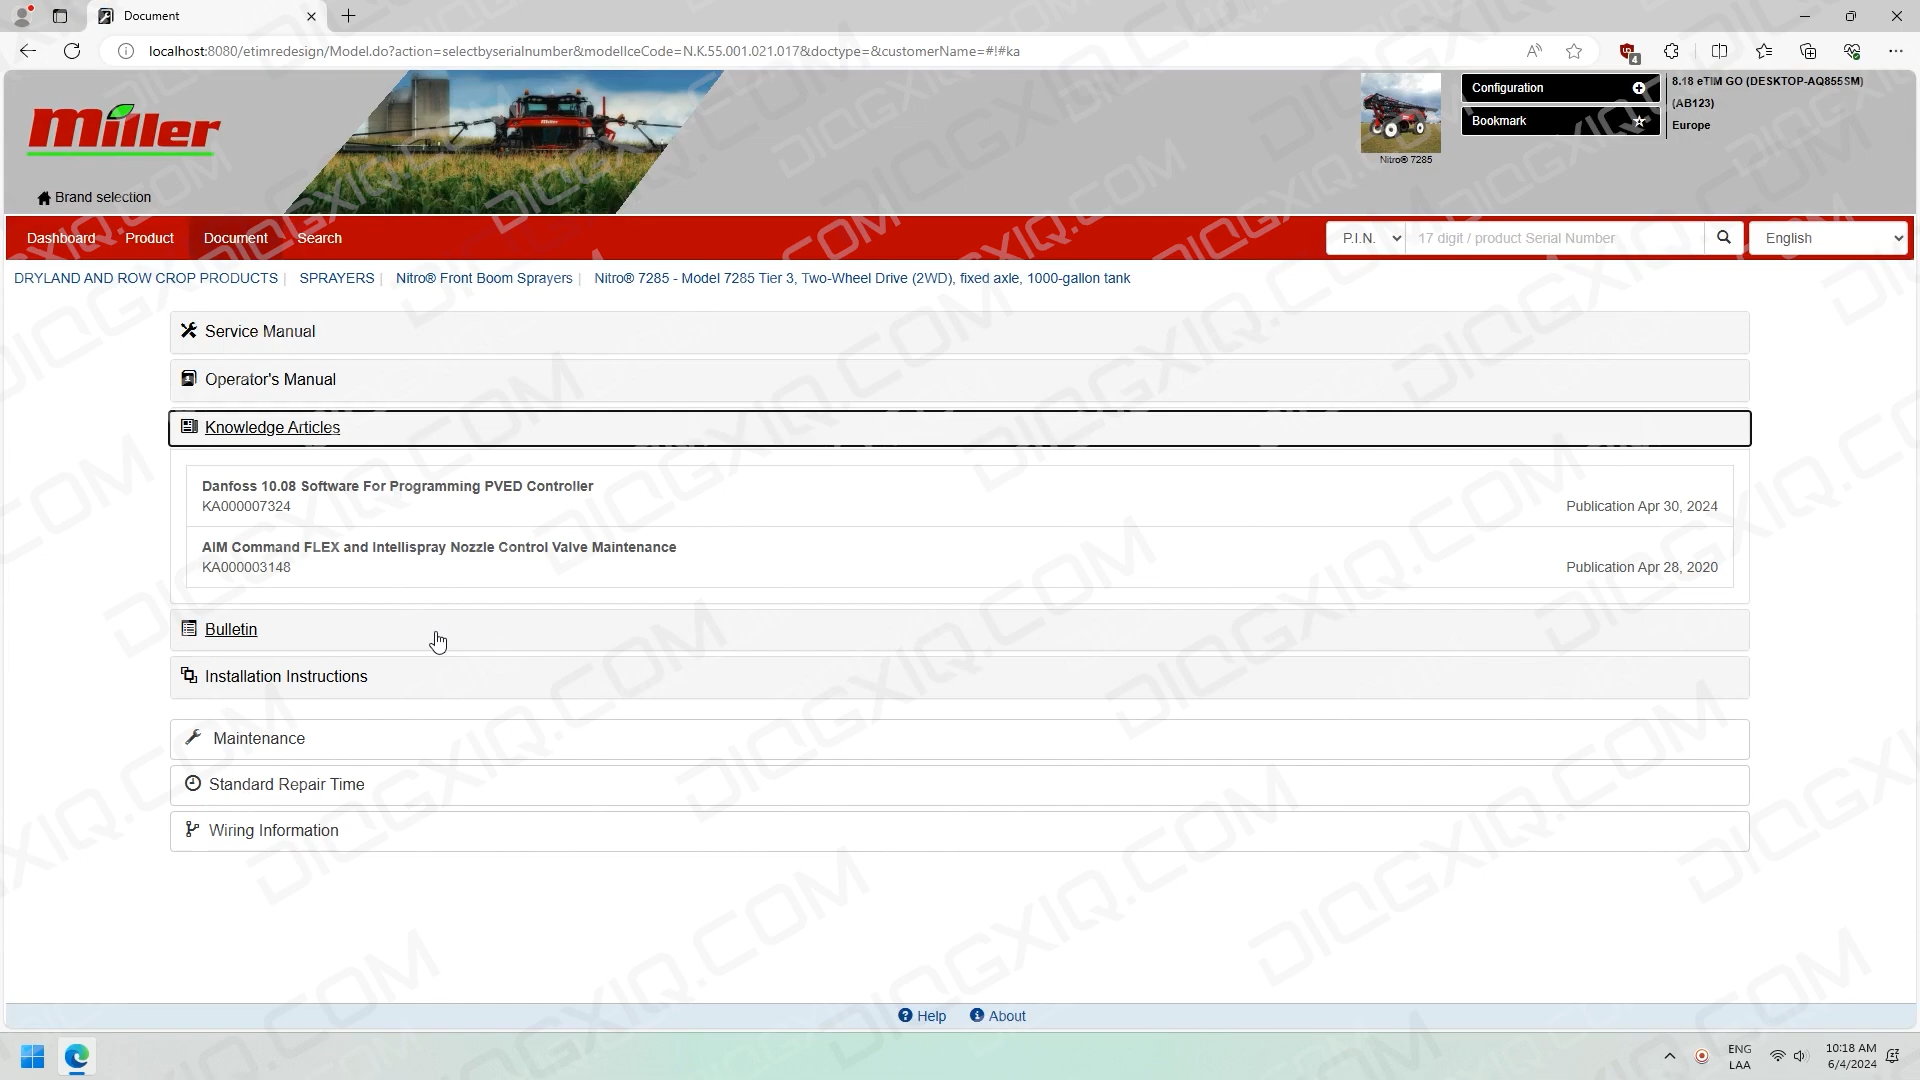 Document
localhost:8080/etimredesign/Model.do?action=selectbyserialnumber&modelIceCode=N.K.55.001.021.017&doctype=&customerName=#!#ka
4
Miller
Nitro® 7285
Configuration
Bookmark
8.18 eTIM GO (DESKTOP-AQ855SM)
(AB123)
Europe
Brand selection
Dashboard Product Document Search
P.I.N. 17 digit / product Serial Number English
DRYLAND AND ROW CROP PRODUCTS | SPRAYERS | Nitro® Front Boom Sprayers | Nitro® 7285 - Model 7285 Tier 3, Two-Wheel Drive (2WD), fixed axle, 1000-gallon tank
Service Manual
Operator's Manual
Knowledge Articles
Danfoss 10.08 Software For Programming PVED Controller
KA000007324 Publication Apr 30, 2024
AIM Command FLEX and Intellispray Nozzle Control Valve Maintenance
KA000003148 Publication Apr 28, 2020
Bulletin
Installation Instructions
Maintenance
Standard Repair Time
Wiring Information
Help About
ENG
LAA
10:18 AM
6/4/2024
DIQGXIQ.COM